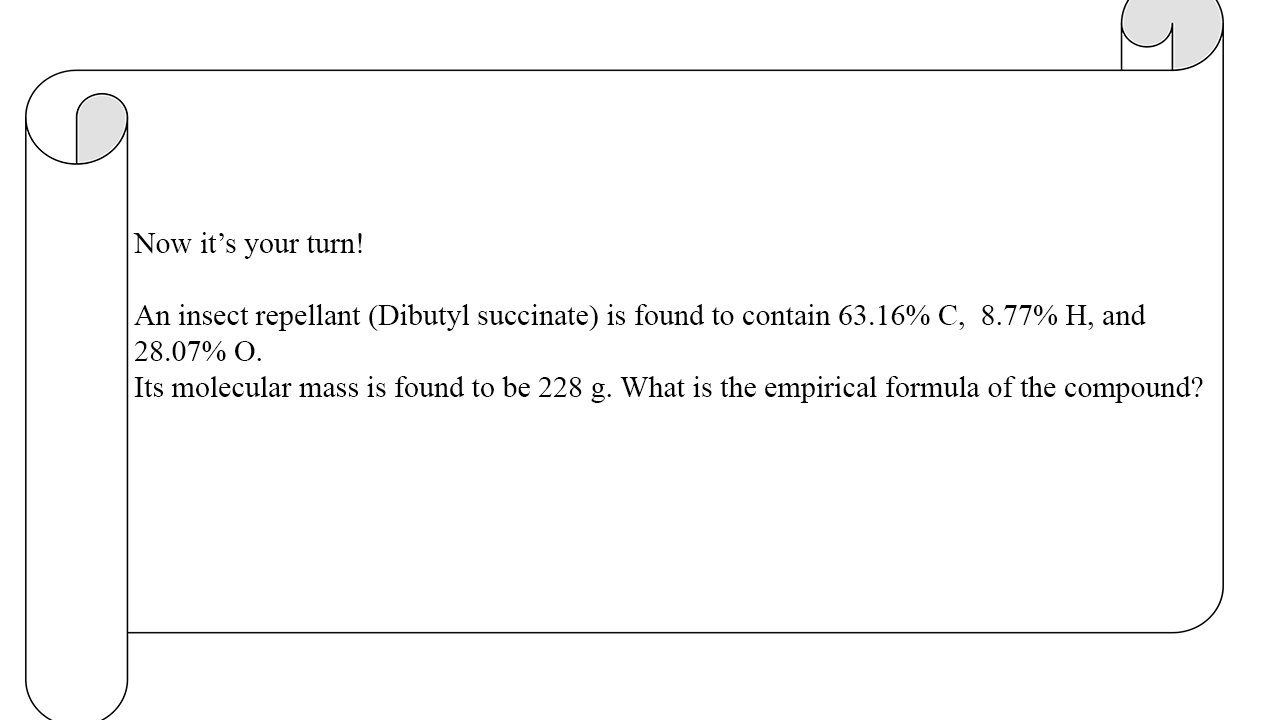 Now it’s your turn!
An insect repellant (Dibutyl succinate) is found to contain 63.16% C,  8.77% H, and
28.07% O.
Its molecular mass is found to be 228 g. What is the empirical formula of the compound?